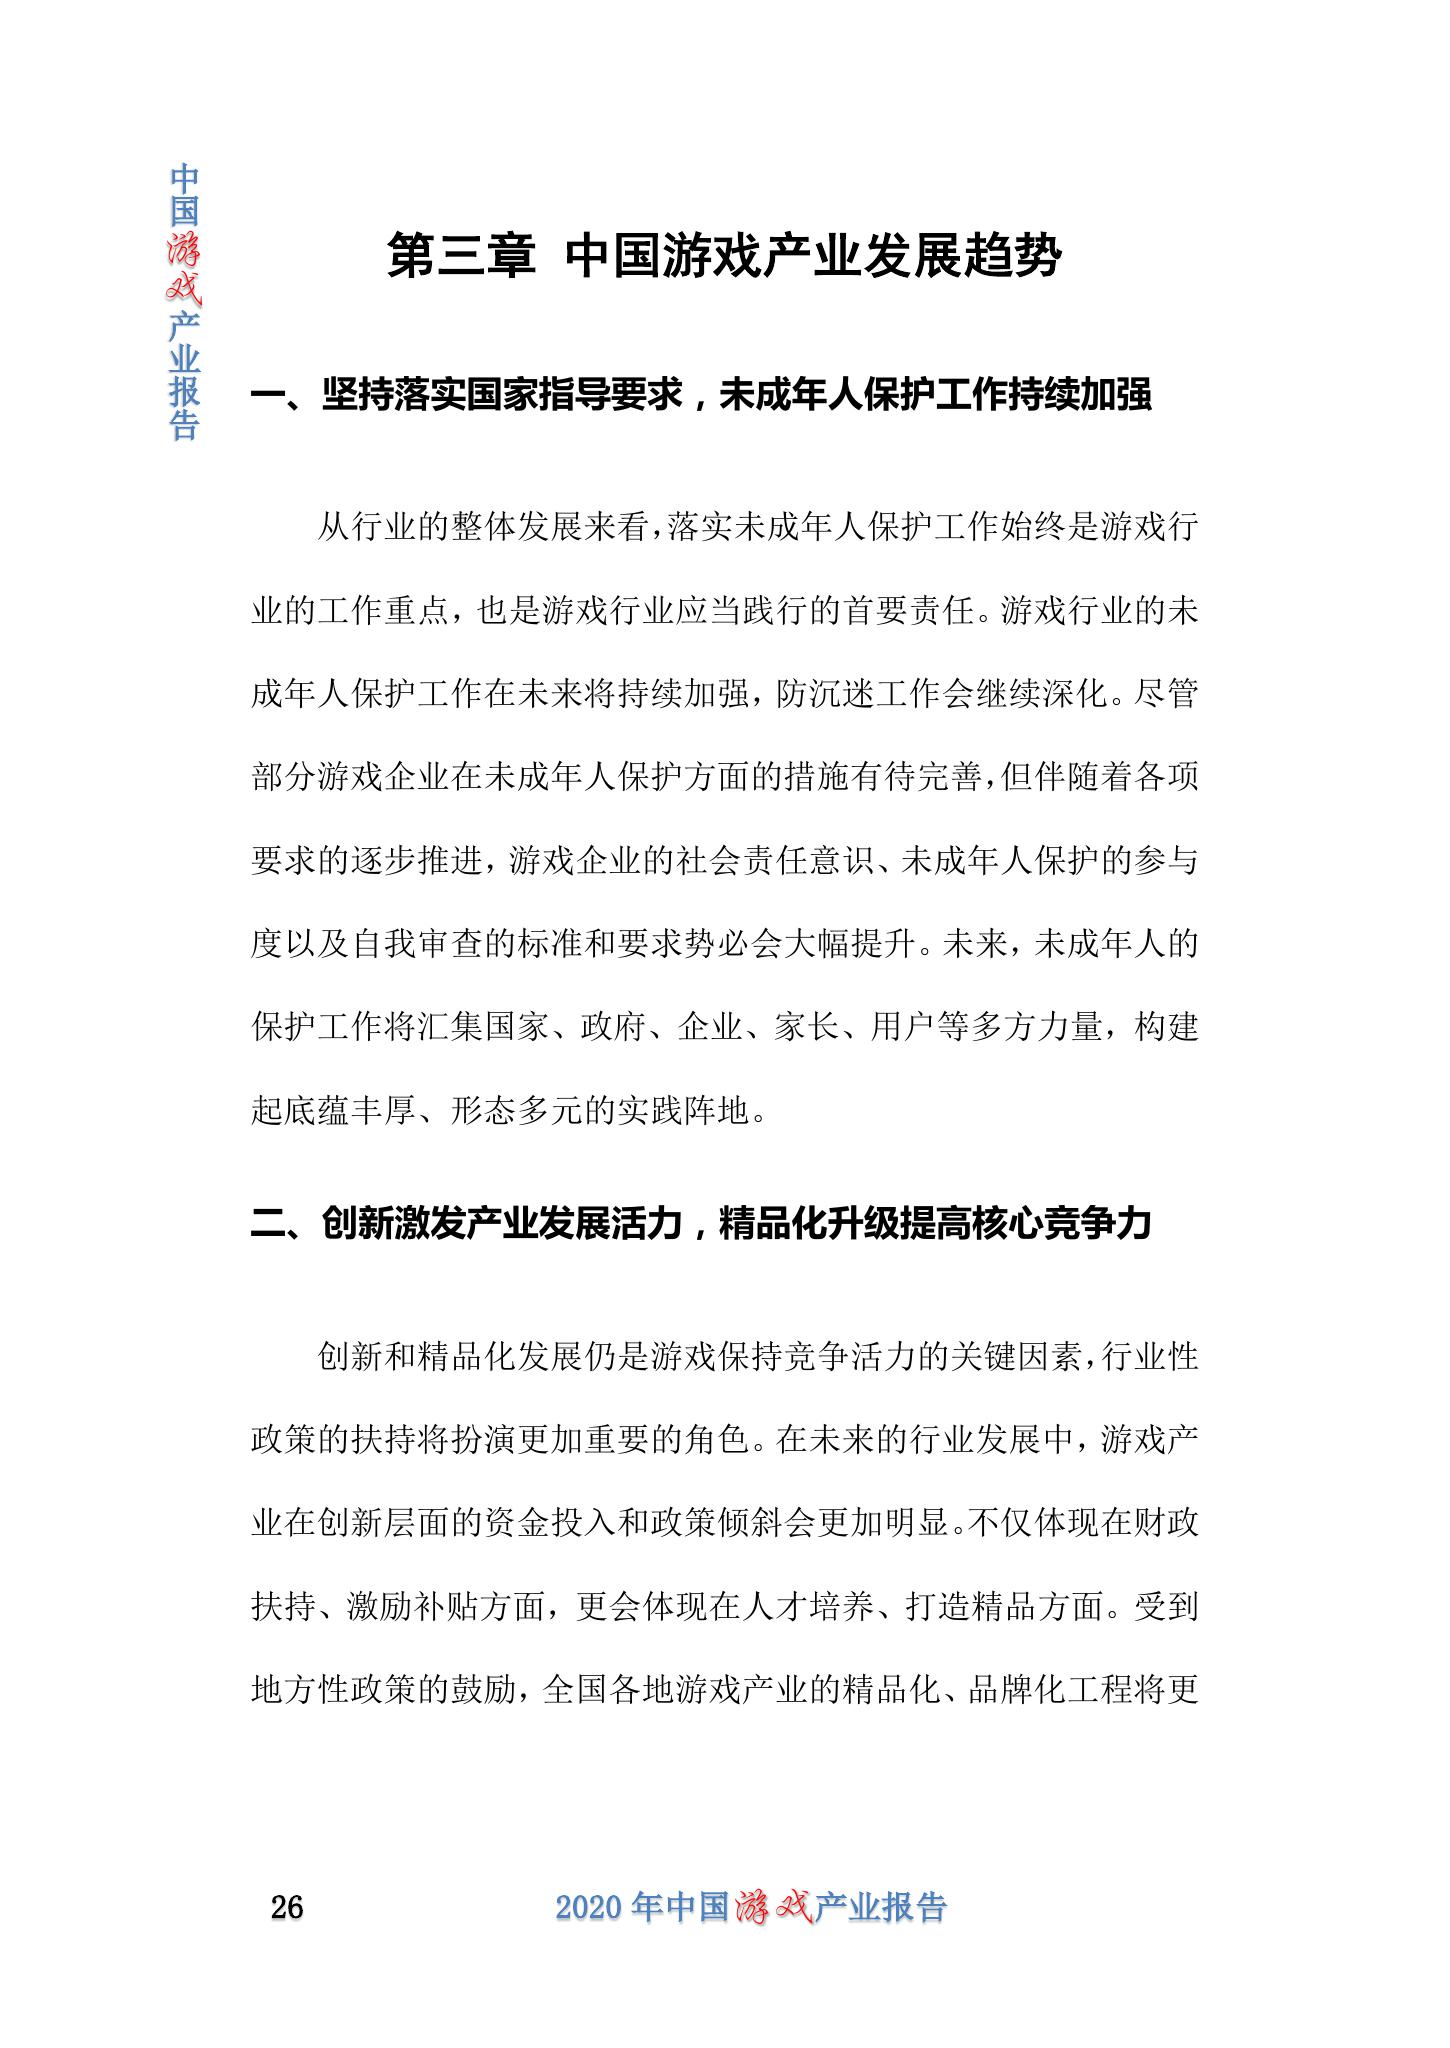 中国游戏产业报告
第三章 中国游戏产业发展趋势
一、坚持落实国家指导要求，未成年人保护工作持续加强
从行业的整体发展来看，落实未成年人保护工作始终是游戏行
业的工作重点，也是游戏行业应当践行的首要责任。游戏行业的未
成年人保护工作在未来将持续加强，防沉迷工作会继续深化。尽管
部分游戏企业在未成年人保护方面的措施有待完善，但伴随着各项
要求的逐步推进，游戏企业的社会责任意识、未成年人保护的参与
度以及自我审查的标准和要求势必会大幅提升。未来，未成年人的
保护工作将汇集国家、政府、企业、家长、用户等多方力量，构建
起底蕴丰厚、形态多元的实践阵地。
二、创新激发产业发展活力，精品化升级提高核心竞争力
创新和精品化发展仍是游戏保持竞争活力的关键因素，行业性
政策的扶持将扮演更加重要的角色。在未来的行业发展中，游戏产
业在创新层面的资金投入和政策倾斜会更加明显。不仅体现在财政
扶持、激励补贴方面，更会体现在人才培养、打造精品方面。受到
地方性政策的鼓励，全国各地游戏产业的精品化、品牌化工程将更
26
2020 年中国游戏产业报告